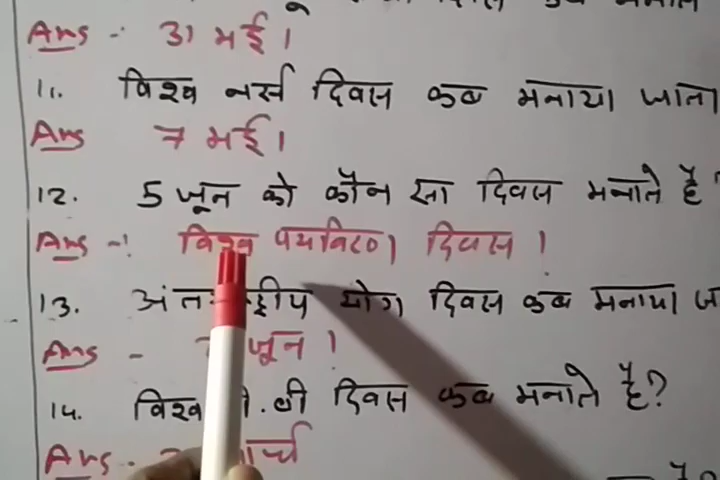 Ans -: 31 मई।
11. विश्व नर्स दिवस कब मनाया जाता
Ans 7 मई।
12. 5 जून को कौन सा दिवस मनाते है
Ans -: विश्व पर्यावरण दिवस।
13. योग दिवस कब मनाया
Ans - जून।
14. विश्व .वी दिवस कब मनाते है?
Ans -